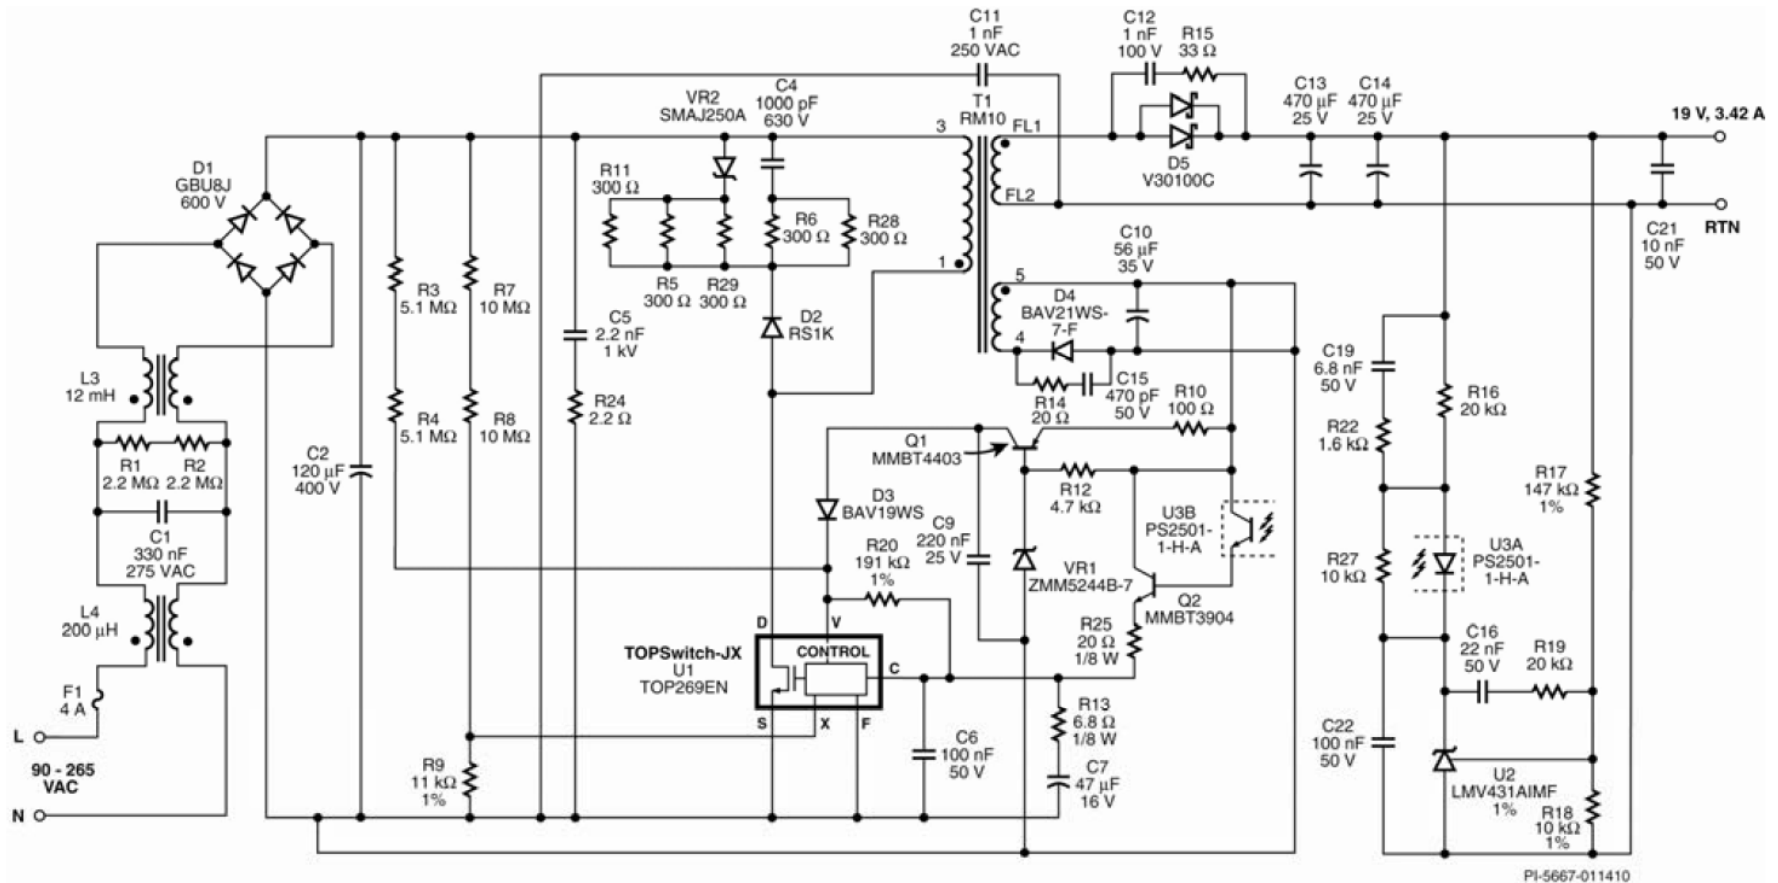 C11
1 nF
250 VAC
C12
1 nF
100 V
R15
33 Ω
C13
470 μF
25 V
C14
470 μF
25 V
19 V, 3.42 A
VR2
SMAJ250A
C4
1000 pF
630 V
T1
RM10
3
FL1
D5
V30100C
D1
GBU8J
600 V
R11
300 Ω
R6
300 Ω
R28
300 Ω
FL2
C21
10 nF
50 V
RTN
R5
300 Ω
R29
300 Ω
1
C10
56 μF
35 V
5
R3
5.1 MΩ
R7
10 MΩ
C5
2.2 nF
1 kV
D2
RS1K
D4
BAV21WS-
7-F
4
C15
470 pF
50 V
R14
20 Ω
R10
100 Ω
C19
6.8 nF
50 V
R16
20 kΩ
L3
12 mH
R4
5.1 MΩ
R8
10 MΩ
R24
2.2 Ω
R22
1.6 kΩ
Q1
MMBT4403
R1
2.2 MΩ
R2
2.2 MΩ
C2
120 μF
400 V
R12
4.7 kΩ
R17
147 kΩ
1%
D3
BAV19WS
C9
220 nF
25 V
U3B
PS2501-
1-H-A
C1
330 nF
275 VAC
R20
191 kΩ
1%
VR1
ZMM5244B-7
R27
10 kΩ
U3A
PS2501-
1-H-A
L4
200 μH
Q2
MMBT3904
D
V
R25
20 Ω
1/8 W
C16
22 nF
50 V
R19
20 kΩ
TOPSwitch-JX
U1
TOP269EN
CONTROL
C
S
X
F
F1
4 A
L
90 - 265
VAC
N
R9
11 kΩ
1%
C6
100 nF
50 V
R13
6.8 Ω
1/8 W
C7
47 μF
16 V
C22
100 nF
50 V
U2
LMV431AIMF
1%
R18
10 kΩ
1%
PI-5667-011410